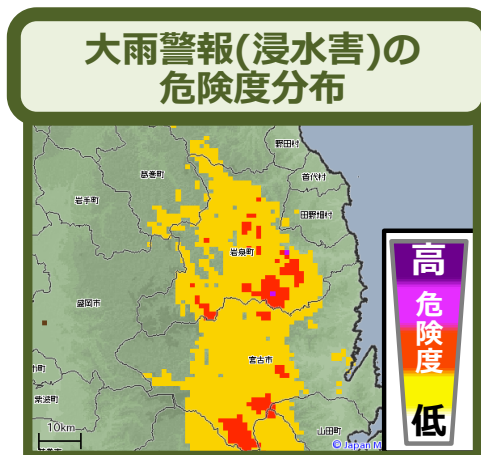 大雨警報(浸水害)の
危険度分布
野田村
普代村
葛巻町
岩手町
田野畑村
岩泉町
盛岡市
宮古市
紫波町
山田町
10km
© Japan M
高
危険度
低